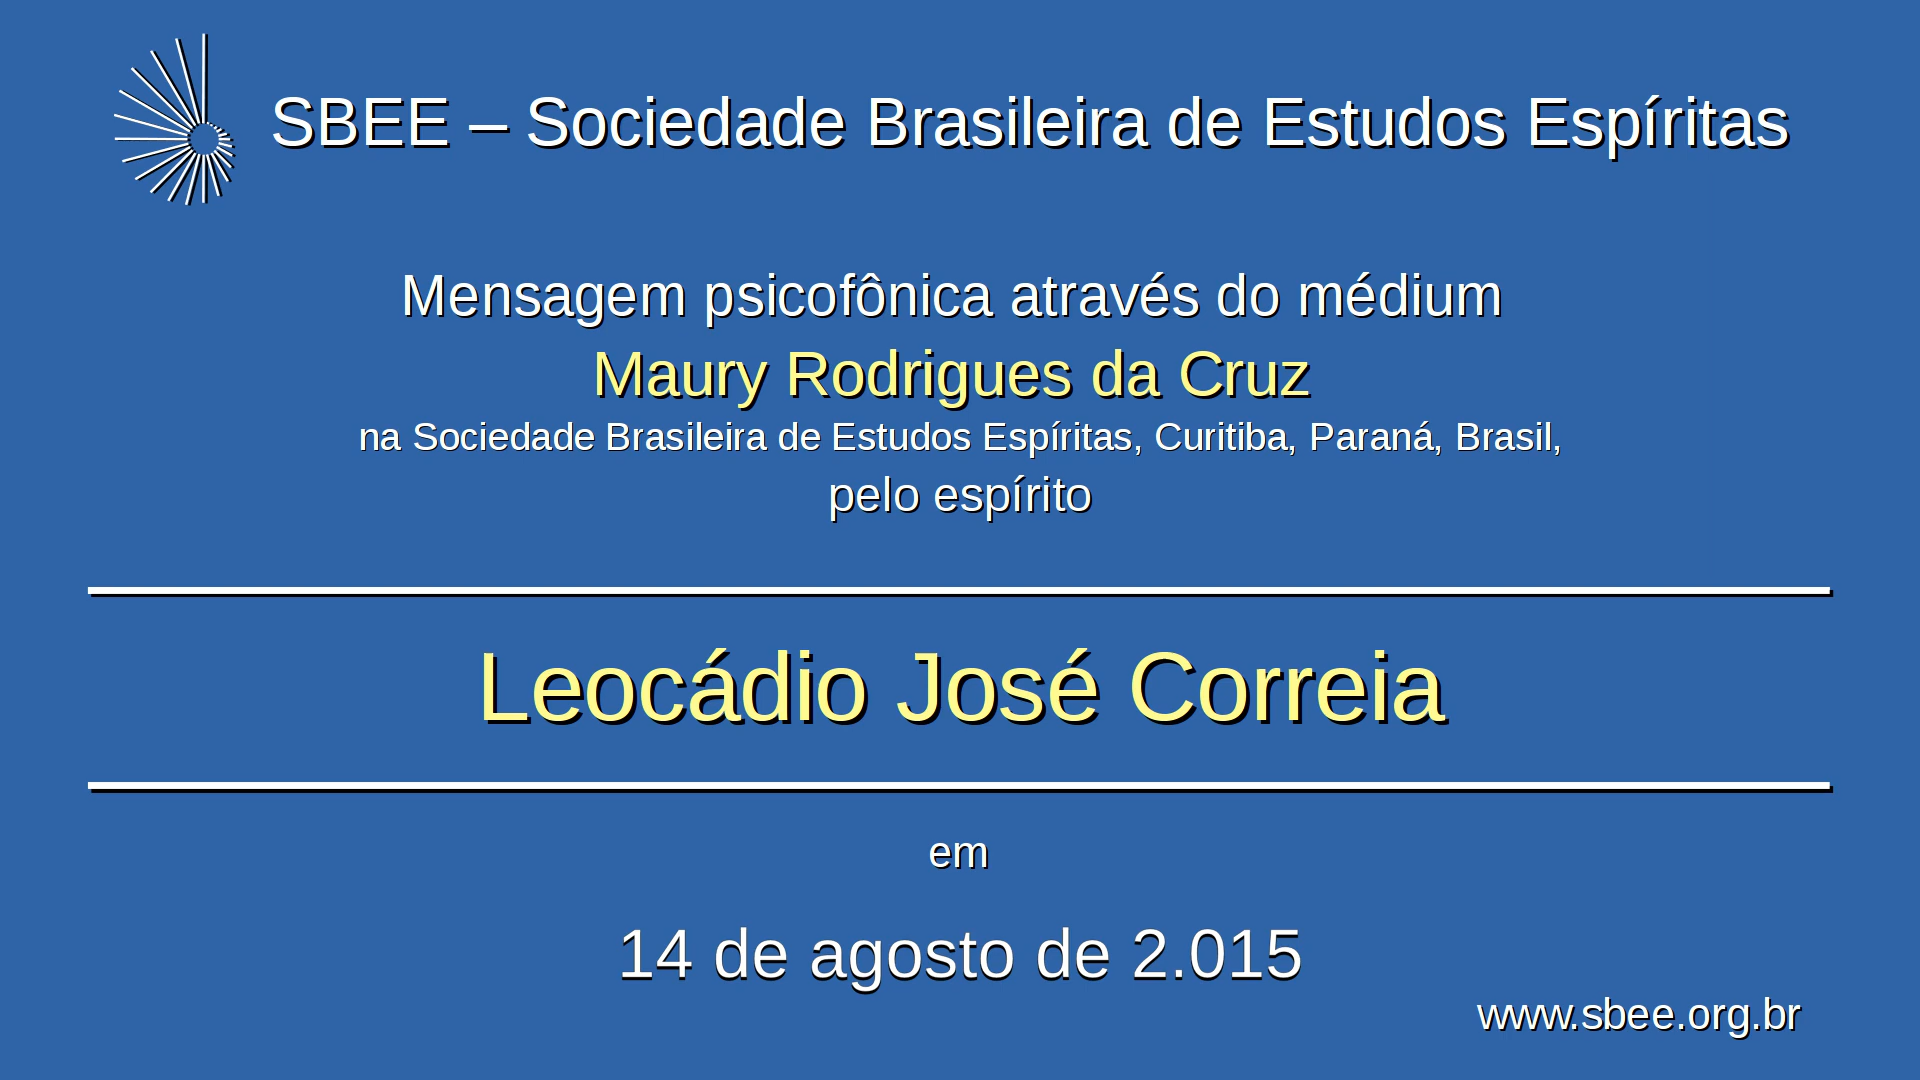 SBEE – Sociedade Brasileira de Estudos Espíritas
Mensagem psicofônica através do médium
Maury Rodrigues da Cruz
na Sociedade Brasileira de Estudos Espíritas, Curitiba, Paraná, Brasil,
pelo espírito
Leocádio José Correia
em
14 de agosto de 2.015
www.sbee.org.br